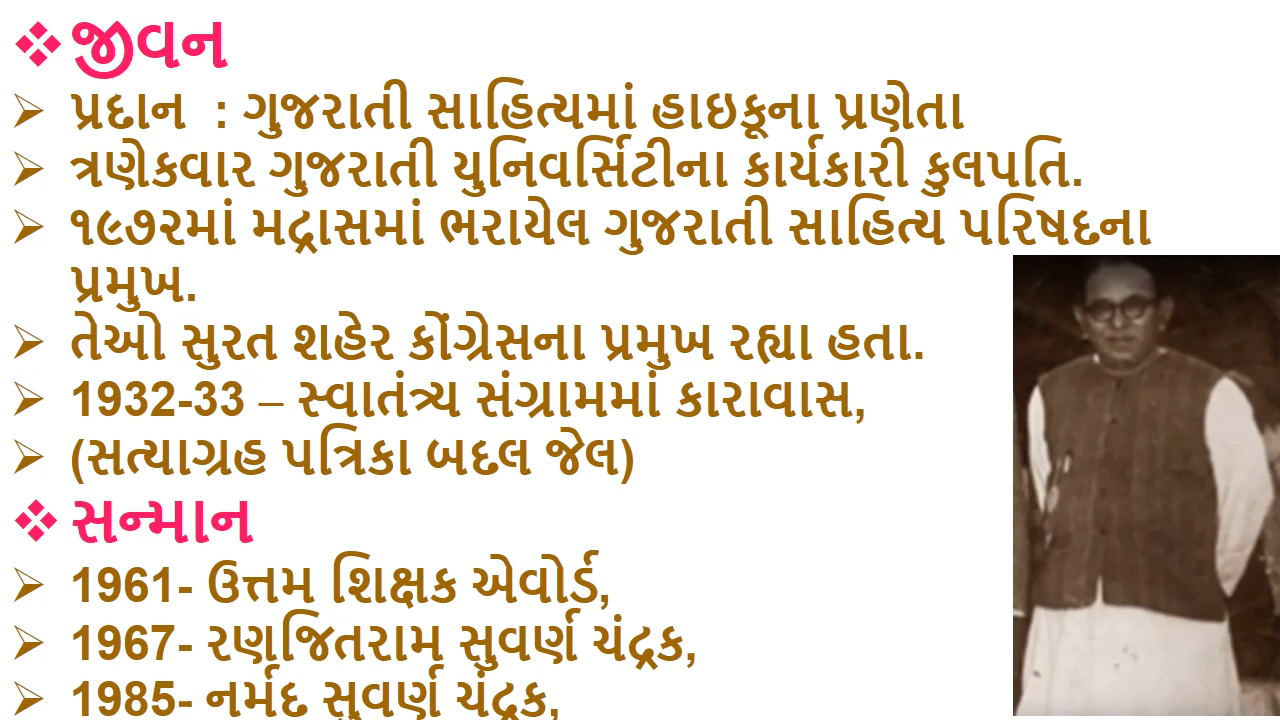 ❖જીવન
➢ પ્રદાન : ગુજરાતી સાહિત્યમાં હાઇકૂના પ્રણેતા
➢ ત્રણેકવાર ગુજરાતી યુનિવર્સિટીના કાર્યકારી કુલપતિ.
➢ ૧૯૭૨માં મદ્રાસમાં ભરાયેલ ગુજરાતી સાહિત્ય પરિષદના
પ્રમુખ.
➢ તેઓ સુરત શહેર કોંગ્રેસના પ્રમુખ રહ્યા હતા.
➢ 1932-33 – સ્વાતંત્ર્ય સંગ્રામમાં કારાવાસ,
➢ (સત્યાગ્રહ પત્રિકા બદલ જેલ)
❖સન્માન
➢ 1961- ઉત્તમ શિક્ષક એવોર્ડ,
➢ 1967- રણજિતરામ સુવર્ણ ચંદ્રક,
➢ 1985- નર્મદ સુવર્ણ ચંદ્રક,